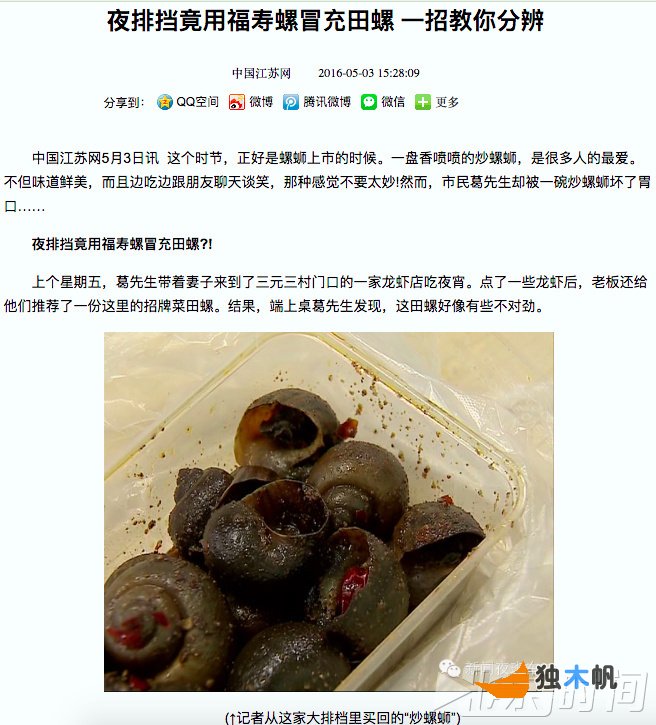 夜排挡竟用福寿螺冒充田螺 一招教你分辨
中国江苏网 2016-05-03 15:28:09
分享到： QQ空间 微博 腾讯微博 微信 更多
中国江苏网5月3日讯 这个时节，正好是螺蛳上市的时候。一盘香喷喷的炒螺蛳，是很多人的最爱。
不但味道鲜美，而且边吃边跟朋友聊天谈笑，那种感觉不要太妙!然而，市民葛先生却被一碗炒螺蛳坏了胃
口……
夜排挡竟用福寿螺冒充田螺?!
上个星期五，葛先生带着妻子来到了三元三村门口的一家龙虾店吃夜宵。点了一些龙虾后，老板还给
他们推荐了一份这里的招牌菜田螺。结果，端上桌葛先生发现，这田螺好像有些不对劲。
新闻夜
独木帆
时间
(↑记者从这家大排档里买回的“炒螺蛳”)